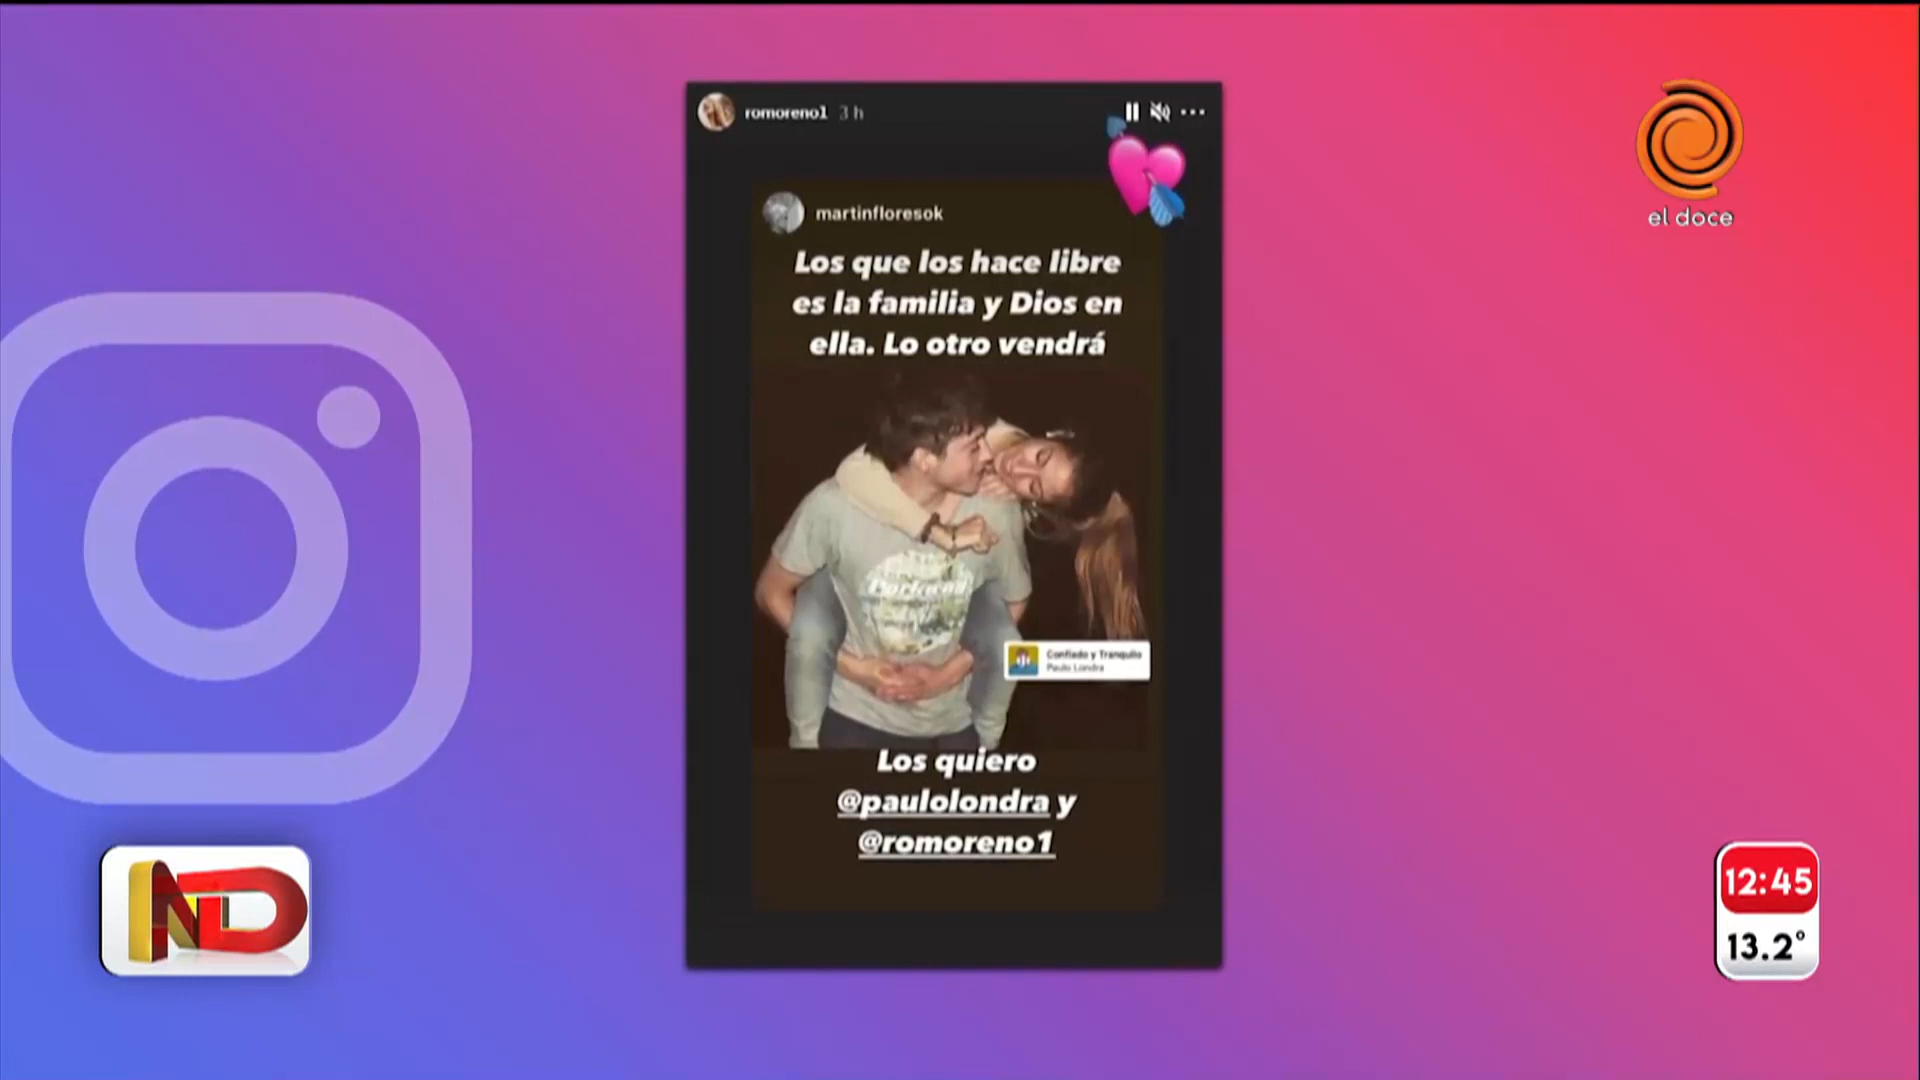 romoreno1 3 h
martinfloresok
Los que los hace libre
es la familia y Dios en
ella. Lo otro vendrá
Confiado y Tranquilo
Paulo Londra
Los quiero
@paulolondra y
@romoreno1
el doce
ND
12:45
13.2°